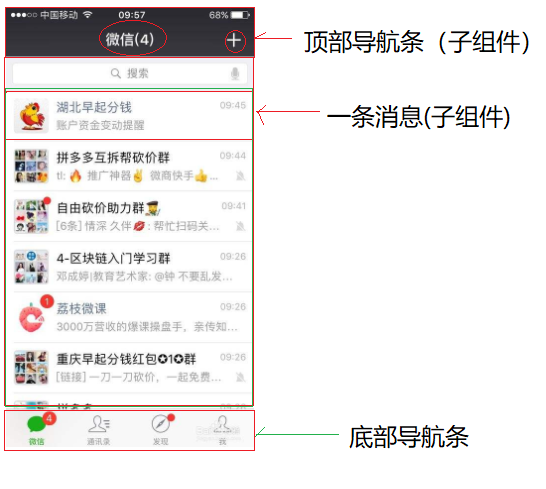 中国移动 09:57 68%
微信(4)
顶部导航条（子组件）
搜索
湖北早起分钱 09:45
账户资金变动提醒
一条消息(子组件)
拼多多互拆帮砍价群 09:44
tl: 🔥 推广神器✌ 微商快手👍...
自由砍价助力群 09:41
[6条] 情深 久伴💋: 帮忙扫码关...
4-区块链入门学习群 09:26
邓成婷|教育艺术家: @钟 不要乱发...
荔枝微课 09:26
1
3000万营收的爆课操盘手，亲传知...
重庆早起分钱红包✪1✪群 09:26
[链接] 一刀一刀砍价，一起免费...
4
微信 通讯录 发现 我
底部导航条